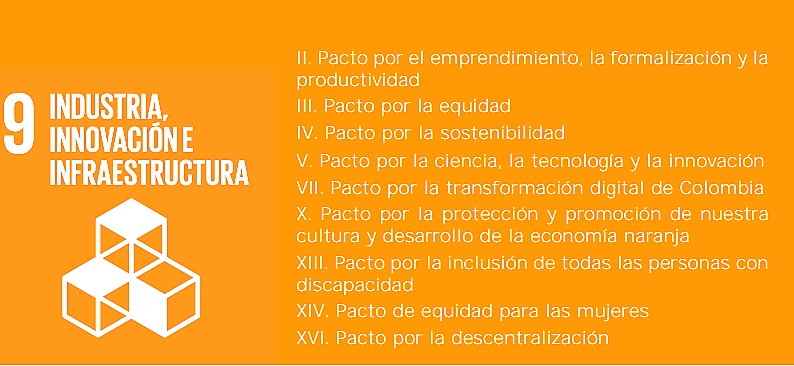 9 INDUSTRIA,
INNOVACIÓN E
INFRAESTRUCTURA
II. Pacto por el emprendimiento, la formalización y la
productividad
III. Pacto por la equidad
IV. Pacto por la sostenibilidad
V. Pacto por la ciencia, la tecnología y la innovación
VII. Pacto por la transformación digital de Colombia
X. Pacto por la protección y promoción de nuestra
cultura y desarrollo de la economía naranja
XIII. Pacto por la inclusión de todas las personas con
discapacidad
XIV. Pacto de equidad para las mujeres
XVI. Pacto por la descentralización